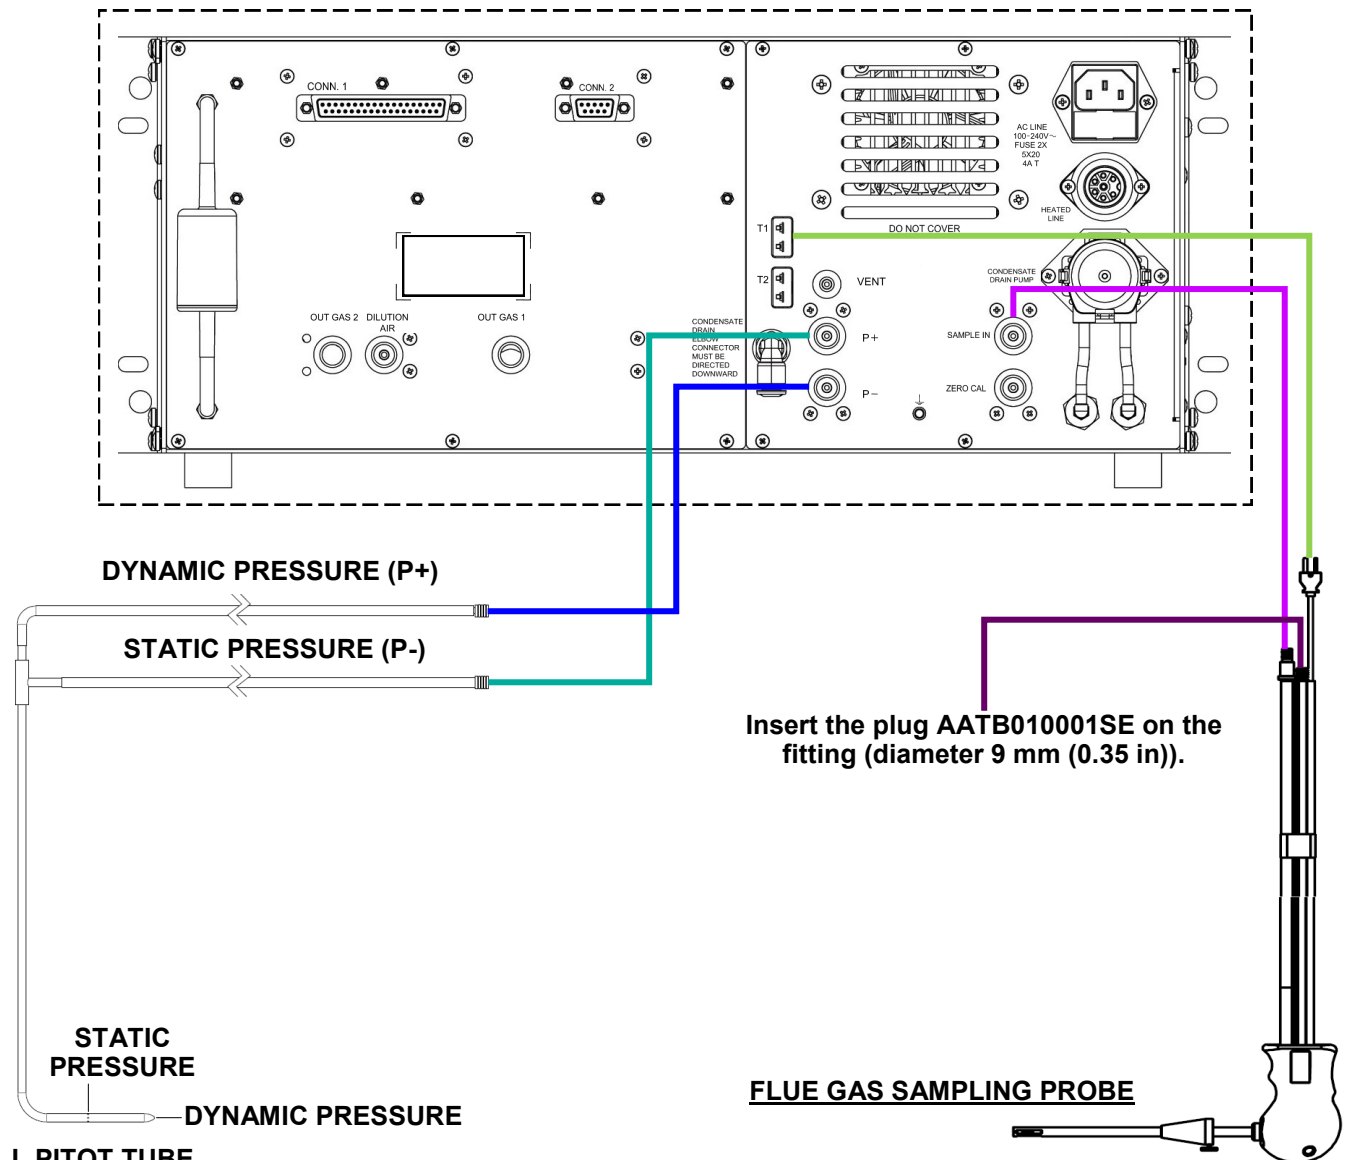 CONN. 1
CONN. 2
AC LINE
100-240V～
FUSE 2X
5X20
4A T
HEATED
LINE
T1
DO NOT COVER
T2
VENT
CONDENSATE
DRAIN PUMP
OUT GAS 2
DILUTION
AIR
OUT GAS 1
CONDENSATE
DRAIN
ELBOW
CONNECTOR
MUST BE
DIRECTED
DOWNWARD
P+
SAMPLE IN
P−
ZERO CAL
DYNAMIC PRESSURE (P+)
STATIC PRESSURE (P-)
Insert the plug AATB010001SE on the
fitting (diameter 9 mm (0.35 in)).
STATIC
PRESSURE
DYNAMIC PRESSURE
FLUE GAS SAMPLING PROBE
L PITOT TUBE